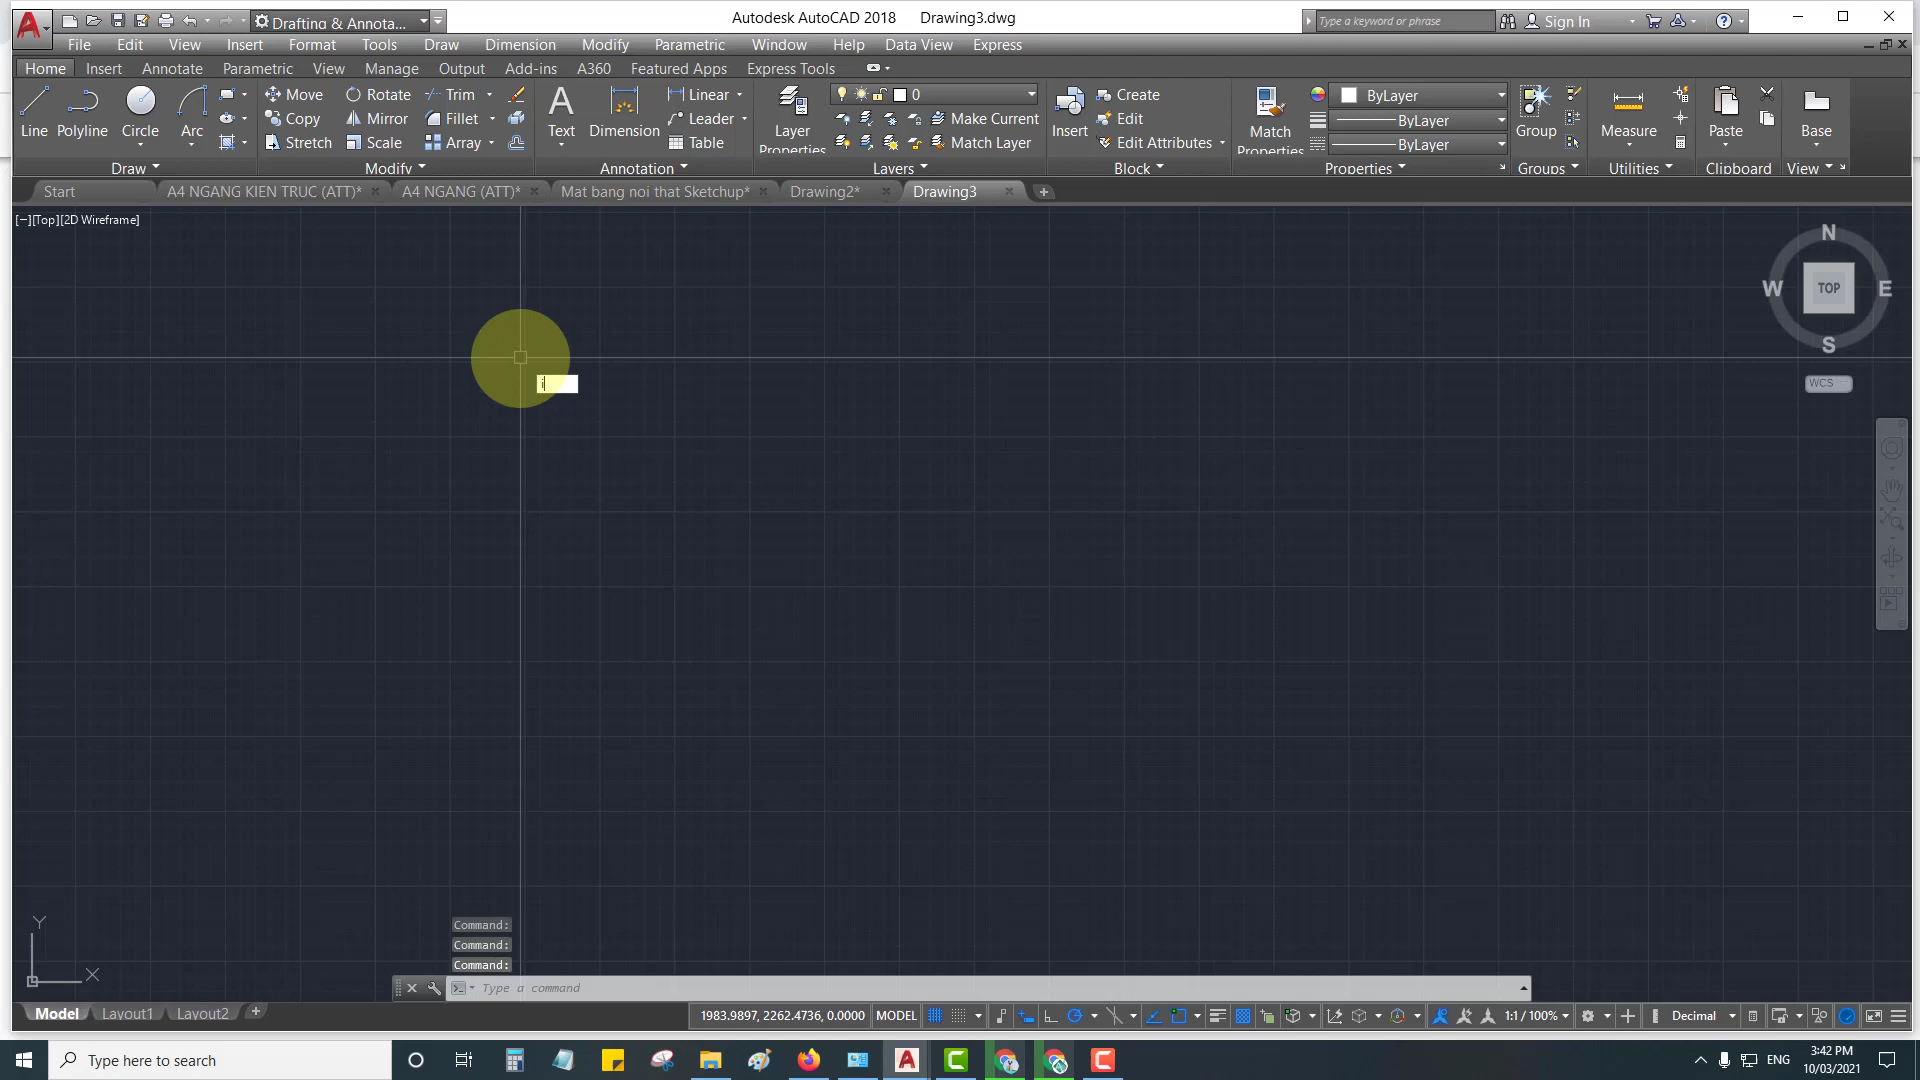 Drafting & Annota...
Autodesk AutoCAD 2018 Drawing3.dwg
Type a keyword or phrase
Sign In
File Edit View Insert Format Tools Draw Dimension Modify Parametric Window Help Data View Express
Home Insert Annotate Parametric View Manage Output Add-ins A360 Featured Apps Express Tools
Line Polyline Circle Arc
Move Rotate Trim
Copy Mirror Fillet
Stretch Scale Array
Text Dimension
Linear
Leader
Table
Layer
Properties
0
Make Current
Match Layer
Insert
Create
Edit
Edit Attributes
Match
Properties
ByLayer
ByLayer
ByLayer
Group
Measure
Paste
Base
Draw Modify Annotation Layers Block Properties Groups Utilities Clipboard View
Start A4 NGANG KIEN TRUC (ATT)* A4 NGANG (ATT)* Mat bang noi that Sketchup* Drawing2* Drawing3
[−][Top][2D Wireframe]
N
W TOP E
S
WCS
i
Command:
Command:
Command:
Y
X
Type a command
Model Layout1 Layout2
1983.9897, 2262.4736, 0.0000 MODEL 1:1 / 100% Decimal
Type here to search
ENG
3:42 PM
10/03/2021